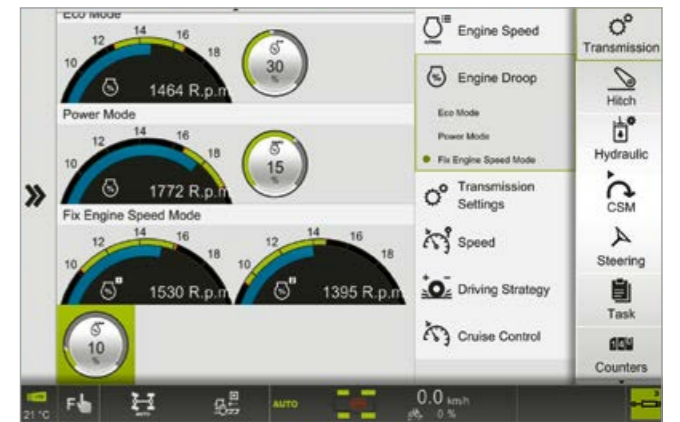 Eco Mode
10 12 14 16 18
1464 R.p.m
30
%
Power Mode
10 12 14 16 18
1772 R.p.m
15
%
Fix Engine Speed Mode
10 12 14 16 18
1530 R.p.m
10 12 14 16 18
1395 R.p.m
10
%
Engine Speed
Engine Droop
Eco Mode
Power Mode
Fix Engine Speed Mode
Transmission
Settings
Speed
Driving Strategy
Cruise Control
Transmission
Hitch
Hydraulic
CSM
Steering
Task
Counters
21 °C
F
AUTO
AUTO
0.0 km/h
0 %